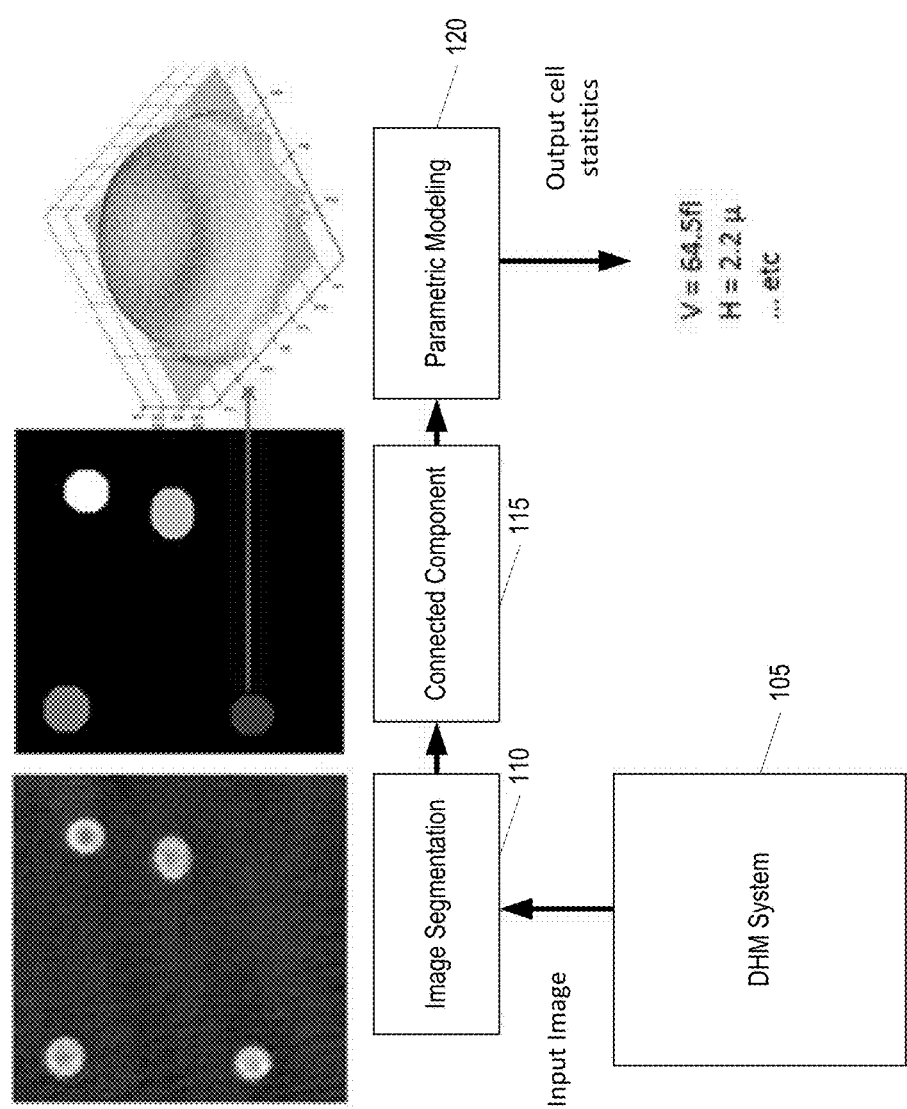 Input Image
DHM System
105
Image Segmentation
110
Connected Component
115
Parametric Modeling
120
Output cell
statistics
V = 64.5fl
H = 2.2 μ
... etc